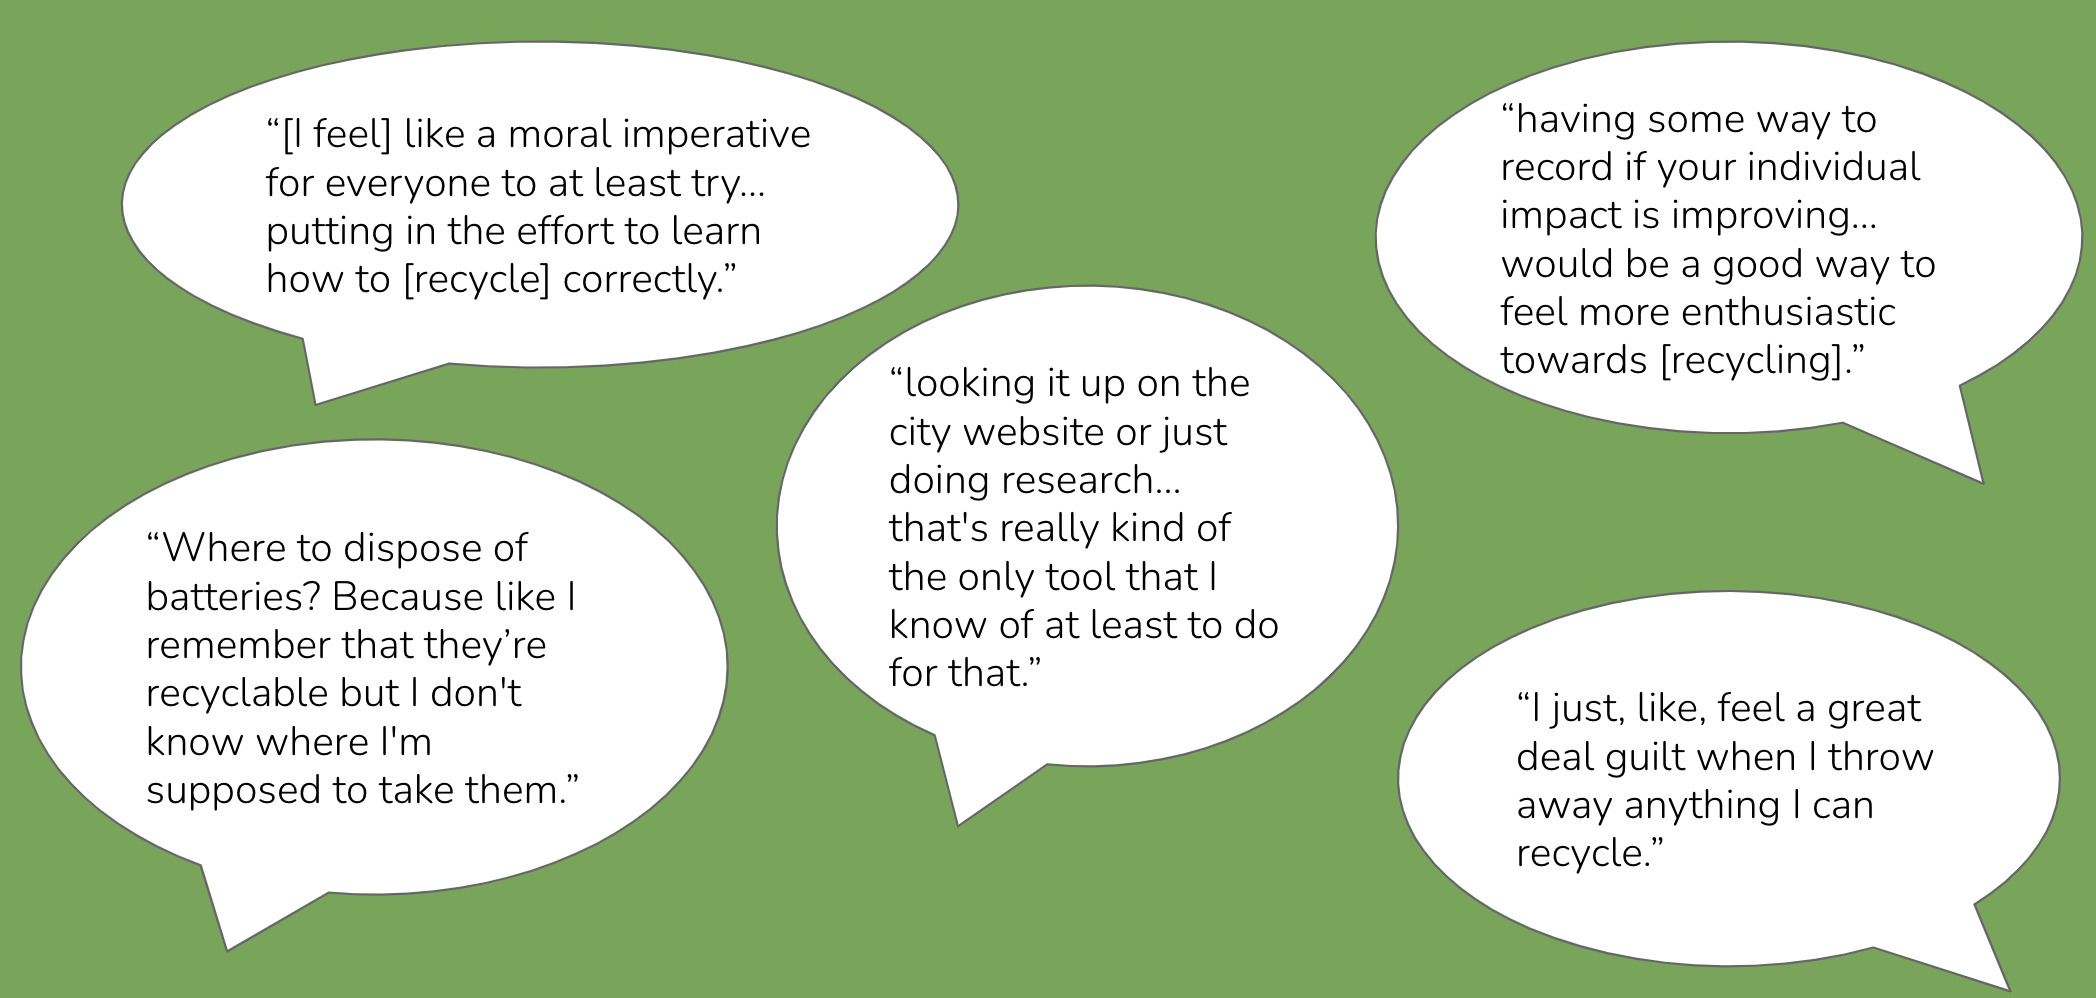 “[I feel] like a moral imperative
for everyone to at least try...
putting in the effort to learn
how to [recycle] correctly.”
“having some way to
record if your individual
impact is improving...
would be a good way to
feel more enthusiastic
towards [recycling].”
“looking it up on the
city website or just
doing research...
that's really kind of
the only tool that I
know of at least to do
for that.”
“Where to dispose of
batteries? Because like I
remember that they’re
recyclable but I don't
know where I'm
supposed to take them.”
“I just, like, feel a great
deal guilt when I throw
away anything I can
recycle.”